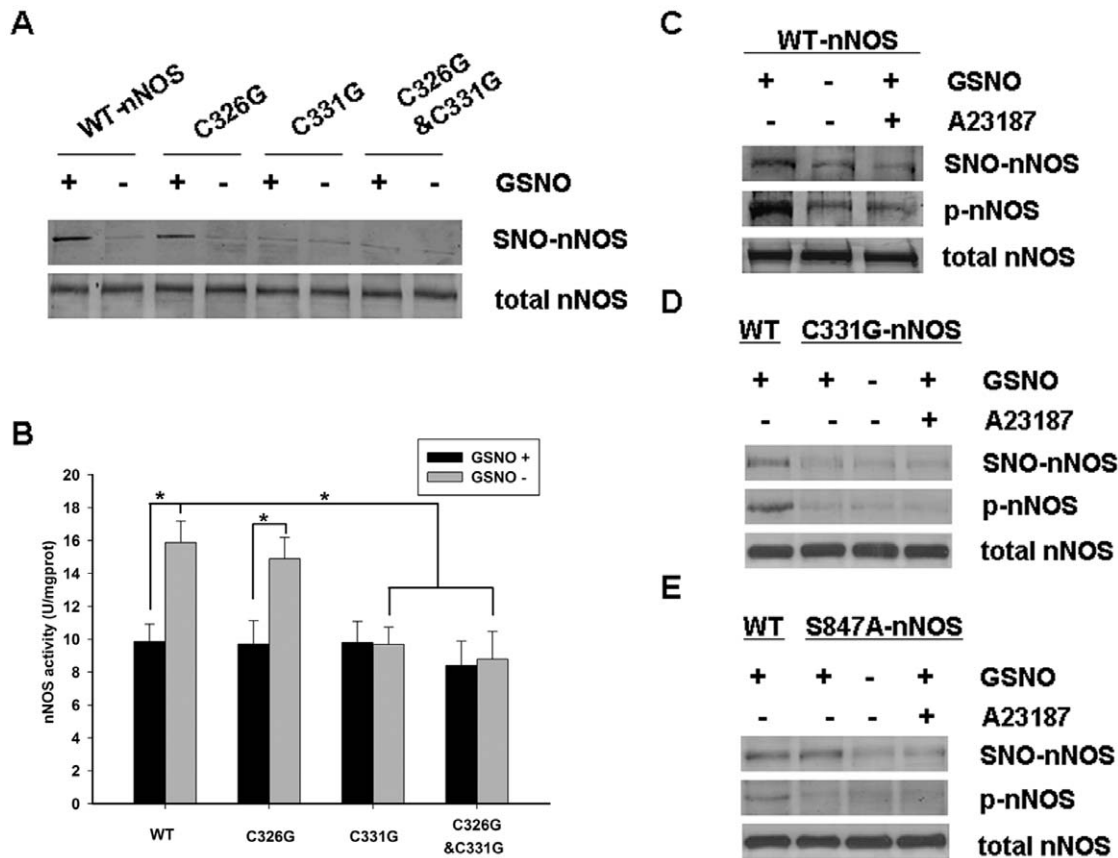 A
WT-nNOS C326G C331G C326G &C331G
+ - + - + - + - GSNO
SNO-nNOS
total nNOS
B
GSNO +
GSNO -
nNOS activity (U/mgprot)
20
18
16
14
12
10
8
6
4
2
0
* * *
WT C326G C331G C326G
&C331G
C
WT-nNOS
+ - + GSNO
- - + A23187
SNO-nNOS
p-nNOS
total nNOS
D
WT C331G-nNOS
+ + - + GSNO
- - - + A23187
SNO-nNOS
p-nNOS
total nNOS
E
WT S847A-nNOS
+ + - + GSNO
- - - + A23187
SNO-nNOS
p-nNOS
total nNOS